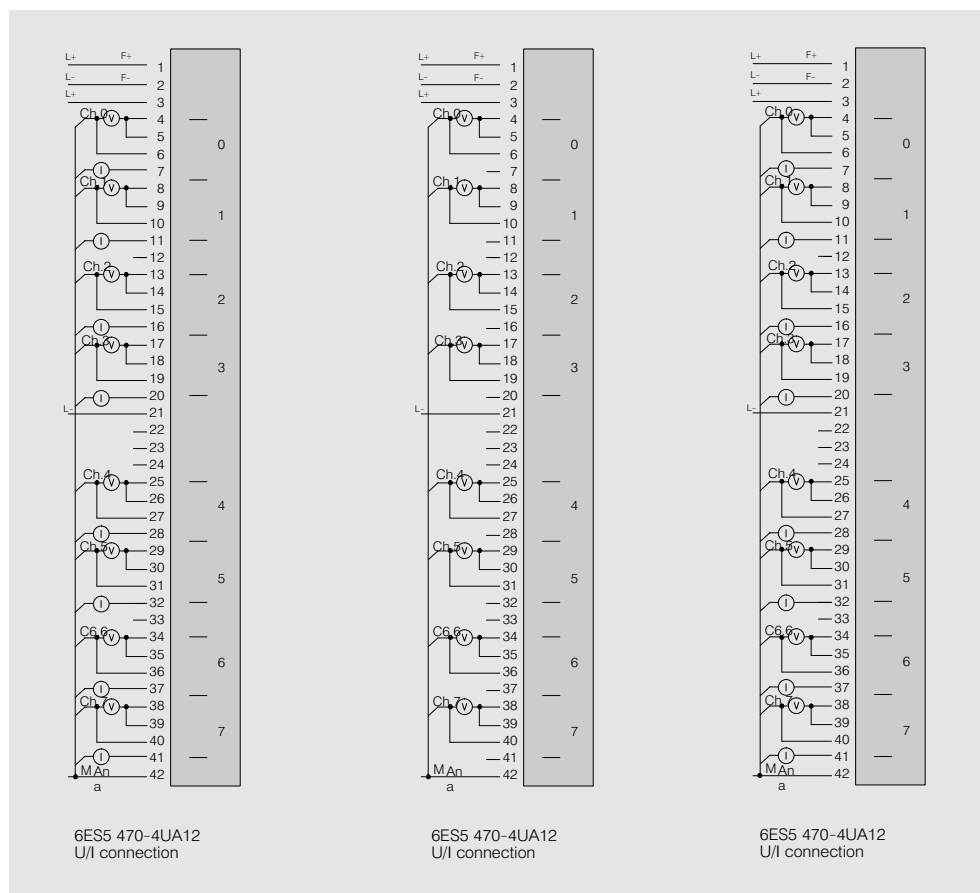 L+ F+ 1
L- F- 2
L+ 3
Ch.0 V 4
5
0
6
I 7
Ch.1 V 8
9
1
10
I 11
12
Ch.2 V 13
14
2
15
I 16
Ch.3 V 17
18
3
19
I 20
L- 21
22
23
24
Ch.4 V 25
26
4
27
I 28
Ch.5 V 29
30
5
31
I 32
33
C6.6 V 34
35
6
36
I 37
Ch.7 V 38
39
7
40
I 41
M An 42
a
6ES5 470-4UA12
U/I connection
L+ F+ 1
L- F- 2
L+ 3
Ch.0 V 4
5
0
6
7
Ch.1 V 8
9
1
10
11
12
Ch.2 V 13
14
2
15
16
Ch.3 V 17
18
3
19
20
L- 21
22
23
24
Ch.4 V 25
26
4
27
28
Ch.5 V 29
30
5
31
32
33
C6.6 V 34
35
6
36
37
Ch.7 V 38
39
7
40
41
M An 42
a
6ES5 470-4UA12
U/I connection
L+ F+ 1
L- F- 2
L+ 3
Ch.0 V 4
5
0
6
I 7
Ch.1 V 8
9
1
10
I 11
12
Ch.2 V 13
14
2
15
I 16
Ch.3 V 17
18
3
19
I 20
L- 21
22
23
24
Ch.4 V 25
26
4
27
I 28
Ch.5 V 29
30
5
31
I 32
33
C6.6 V 34
35
6
36
I 37
Ch.7 V 38
39
7
40
I 41
M An 42
a
6ES5 470-4UA12
U/I connection